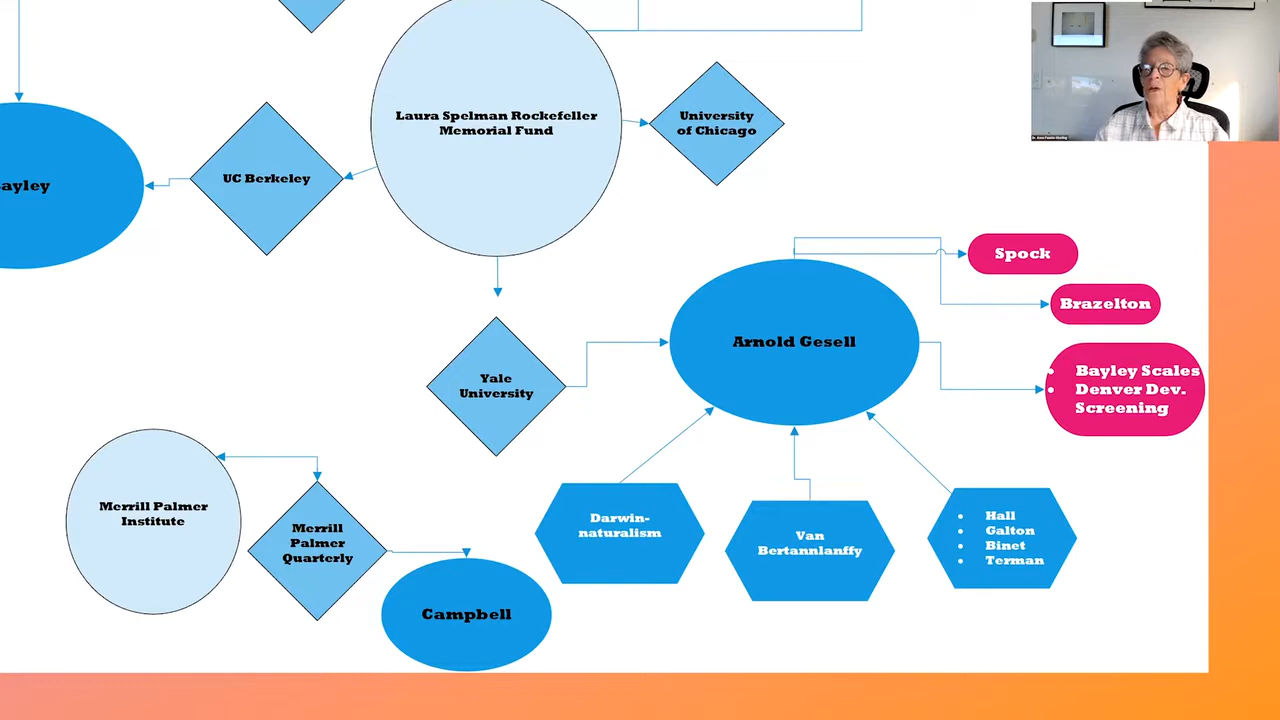 Laura Spelman Rockefeller
Memorial Fund
University
of Chicago
UC Berkeley
ayley
Spock
Brazelton
Arnold Gesell
• Bayley Scales
• Denver Dev.
Screening
Yale
University
Merrill Palmer
Institute
Merrill
Palmer
Quarterly
Campbell
Darwin-
naturalism
Van
Bertannlanffy
• Hall
• Galton
• Binet
• Terman